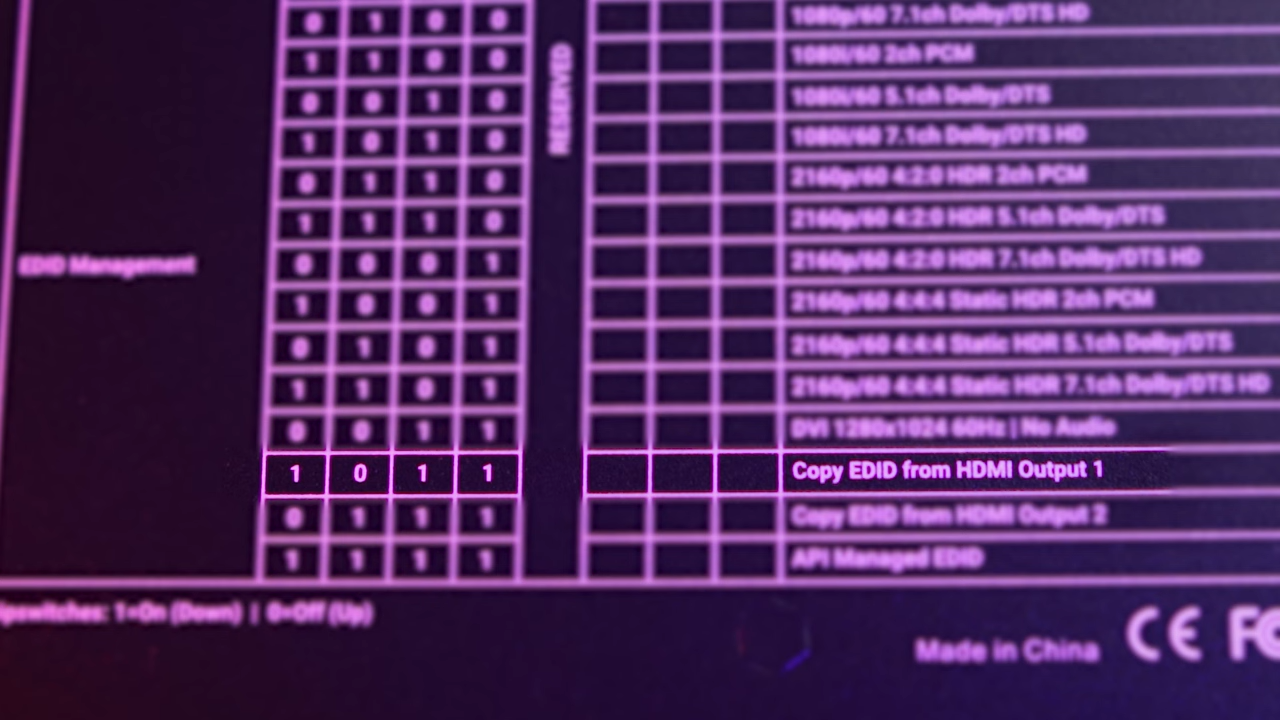 0 1 0 0 1080p/60 7.1ch Dolby/DTS HD
1 1 0 0 1080i/60 2ch PCM
0 0 1 0 1080i/60 5.1ch Dolby/DTS
1 0 1 0 1080i/60 7.1ch Dolby/DTS HD
0 1 1 0 2160p/60 4:2:0 HDR 2ch PCM
1 1 1 0 2160p/60 4:2:0 HDR 5.1ch Dolby/DTS
0 0 0 1 2160p/60 4:2:0 HDR 7.1ch Dolby/DTS HD
1 0 0 1 2160p/60 4:4:4 Static HDR 2ch PCM
0 1 0 1 2160p/60 4:4:4 Static HDR 5.1ch Dolby/DTS
1 1 0 1 2160p/60 4:4:4 Static HDR 7.1ch Dolby/DTS HD
0 0 1 1 DVI 1280x1024 60Hz | No Audio
1 0 1 1 Copy EDID from HDMI Output 1
0 1 1 1 Copy EDID from HDMI Output 2
1 1 1 1 API Managed EDID
RESERVED
EDID Management
ipswitches: 1=On (Down) | 0=Off (Up)
Made in China CE FC